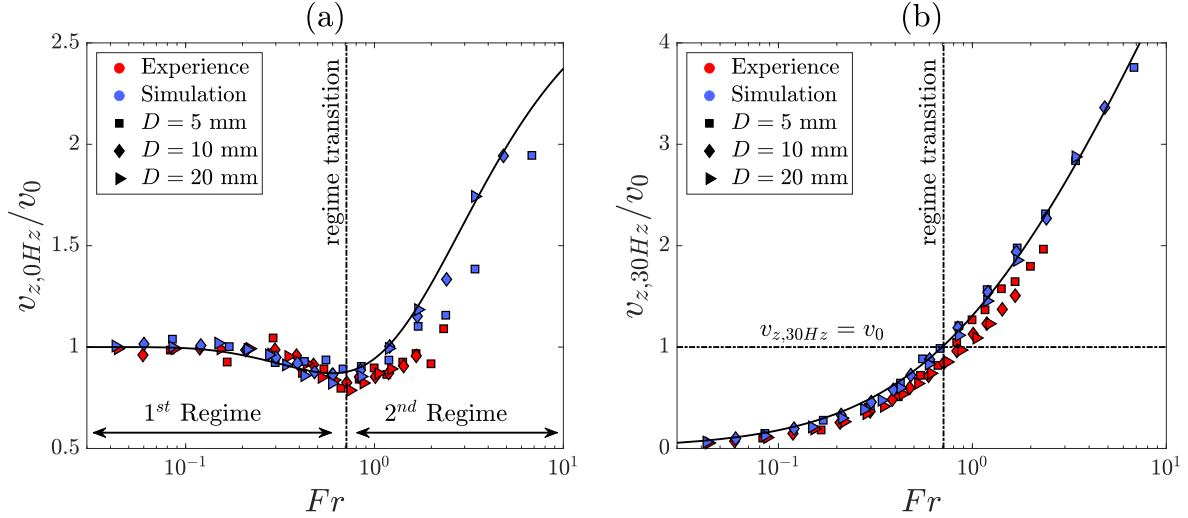 (a)
2.5
2
1.5
1
0.5
v_{z,0Hz}/v_0
Experience
Simulation
D = 5 mm
D = 10 mm
D = 20 mm
regime transition
1^{st} Regime
2^{nd} Regime
10^{-1}
10^{0}
10^{1}
Fr
(b)
4
3
2
1
0
v_{z,30Hz}/v_0
Experience
Simulation
D = 5 mm
D = 10 mm
D = 20 mm
regime transition
v_{z,30Hz} = v_0
10^{-1}
10^{0}
10^{1}
Fr